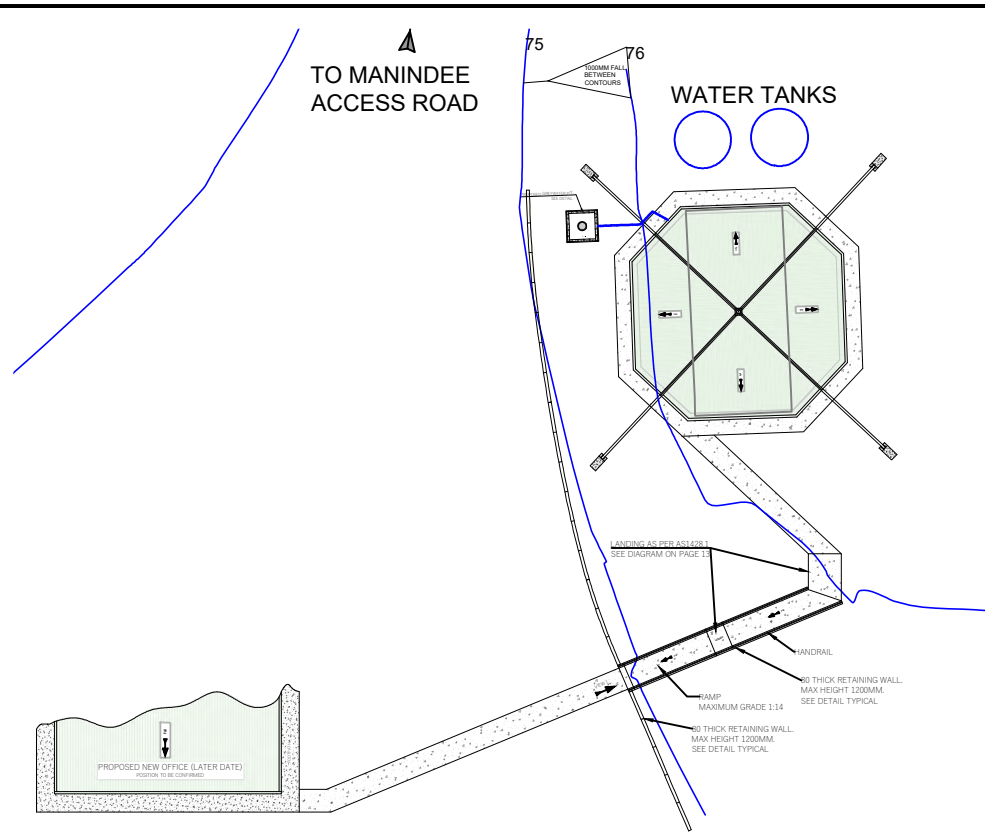 TO MANINDEE
ACCESS ROAD
75
76
1000MM FALL
BETWEEN
CONTOURS
WATER TANKS
SEE DETAIL
LANDING AS PER AS1428.1
SEE DIAGRAM ON PAGE 13
HANDRAIL
80 THICK RETAINING WALL.
MAX HEIGHT 1200MM.
SEE DETAIL TYPICAL
RAMP
MAXIMUM GRADE 1:14
80 THICK RETAINING WALL.
MAX HEIGHT 1200MM.
SEE DETAIL TYPICAL
PROPOSED NEW OFFICE (LATER DATE)
POSITION TO BE CONFIRMED